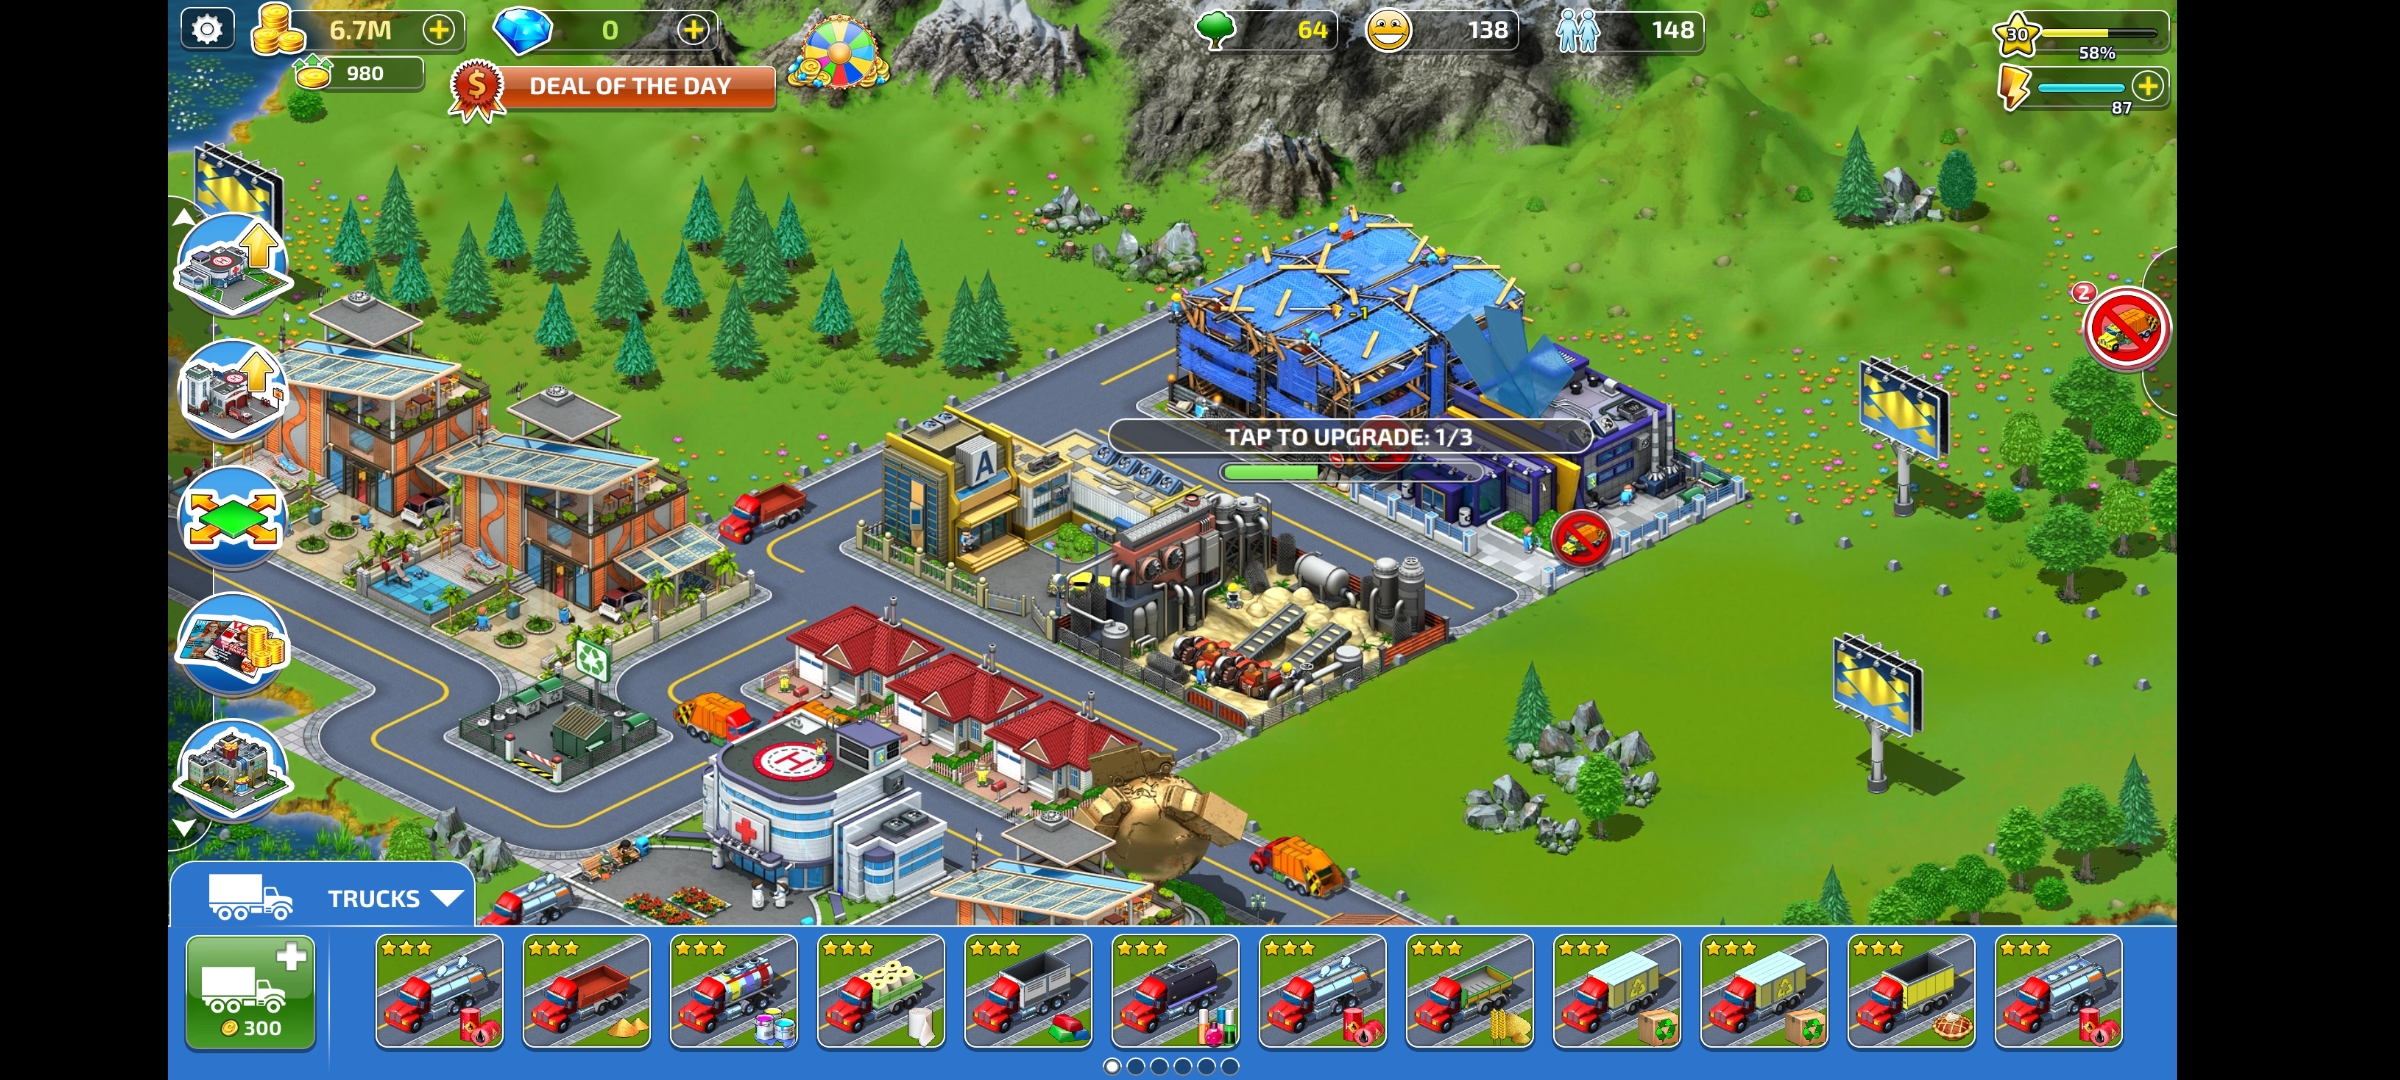 6.7M
0
64
138
148
30
58%
980
DEAL OF THE DAY
87
2
-1
TAP TO UPGRADE: 1/3
A
H
TRUCKS
300